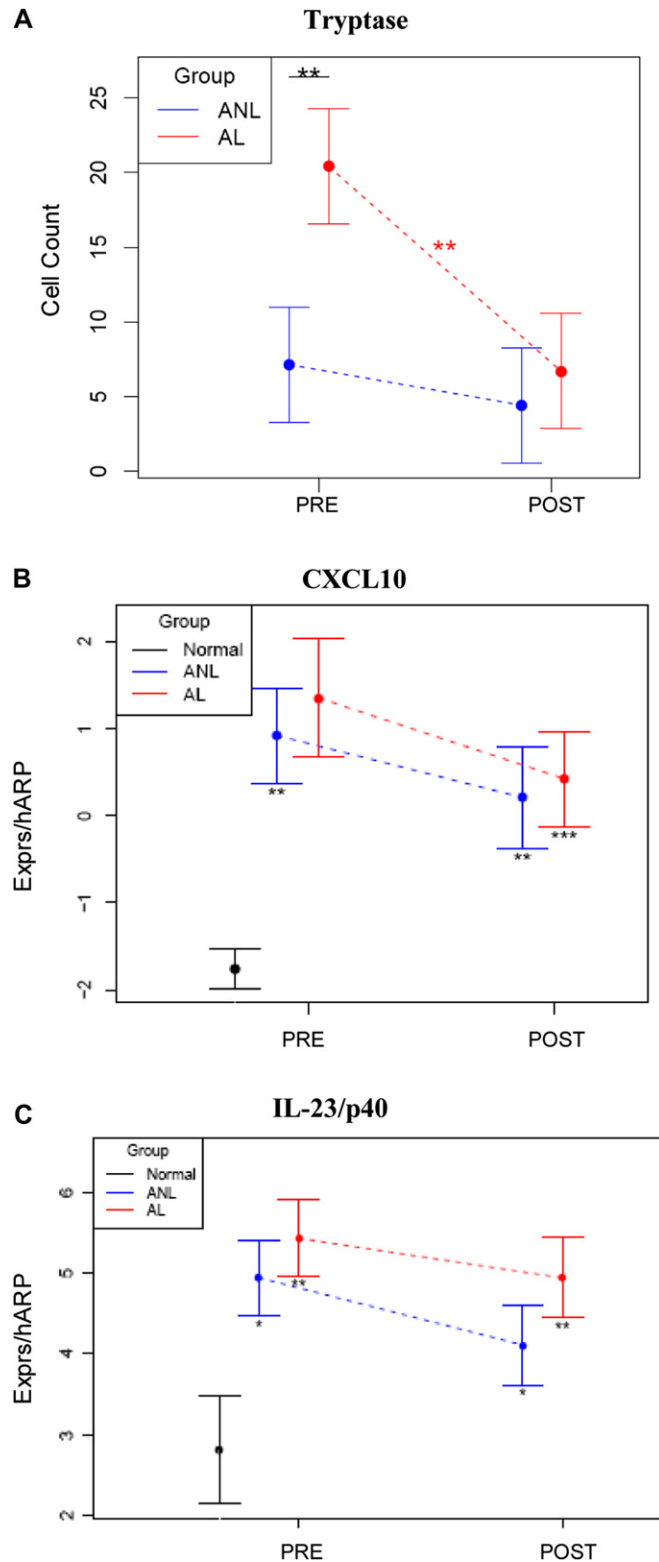 A
Tryptase
Group
ANL
AL
**
**
25
20
15
10
5
0
Cell Count
PRE
POST
B
CXCL10
Group
Normal
ANL
AL
2
1
0
−1
−2
Exprs/hARP
**
**
***
PRE
POST
C
IL-23/p40
Group
Normal
ANL
AL
6
5
4
3
2
Exprs/hARP
*
**
*
**
PRE
POST